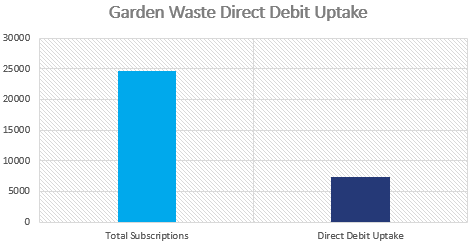 Garden Waste Direct Debit Uptake
30000
25000
20000
15000
10000
5000
0
Total Subscriptions
Direct Debit Uptake